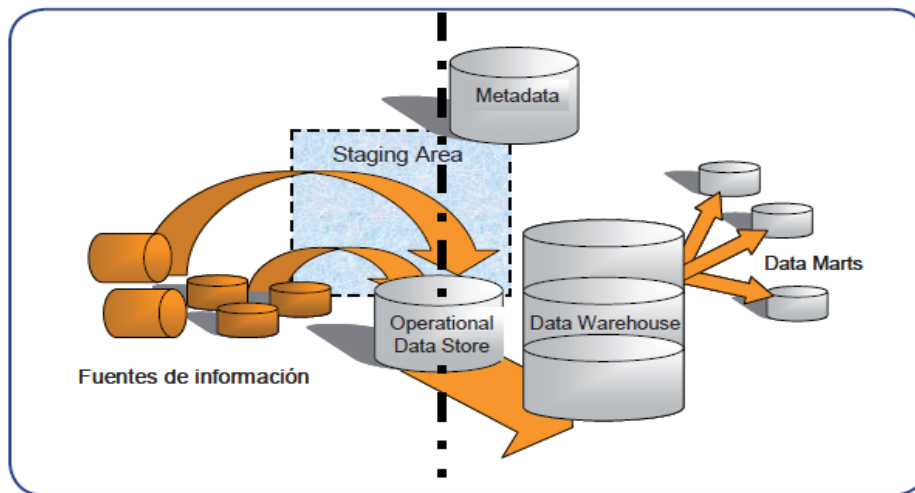 Metadata
Staging Area
Data Marts
Operational
Data Store
Data Warehouse
Fuentes de información